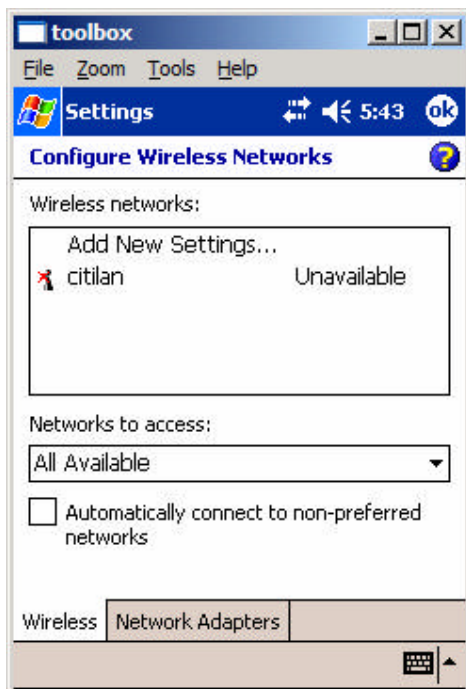 toolbox
File Zoom Tools Help
Settings 5:43 ok
Configure Wireless Networks ?
Wireless networks:
Add New Settings...
citilan Unavailable
Networks to access:
All Available
Automatically connect to non-preferred
networks
Wireless Network Adapters